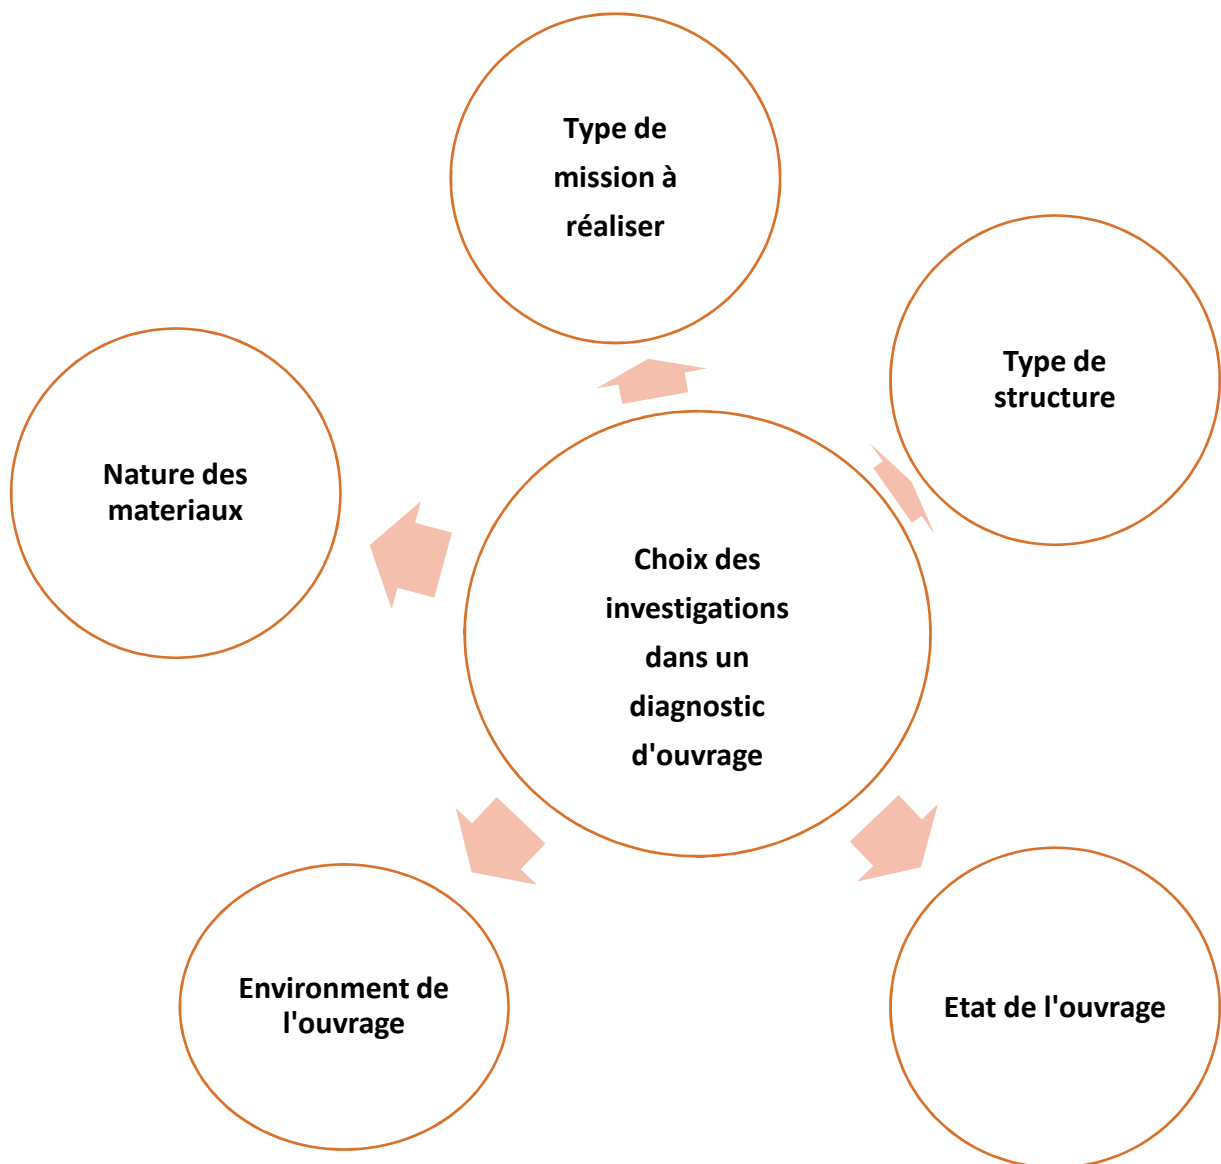 Type de
mission à
réaliser
Type de
structure
Nature des
materiaux
Choix des
investigations
dans un
diagnostic
d'ouvrage
Environment de
l'ouvrage
Etat de l'ouvrage